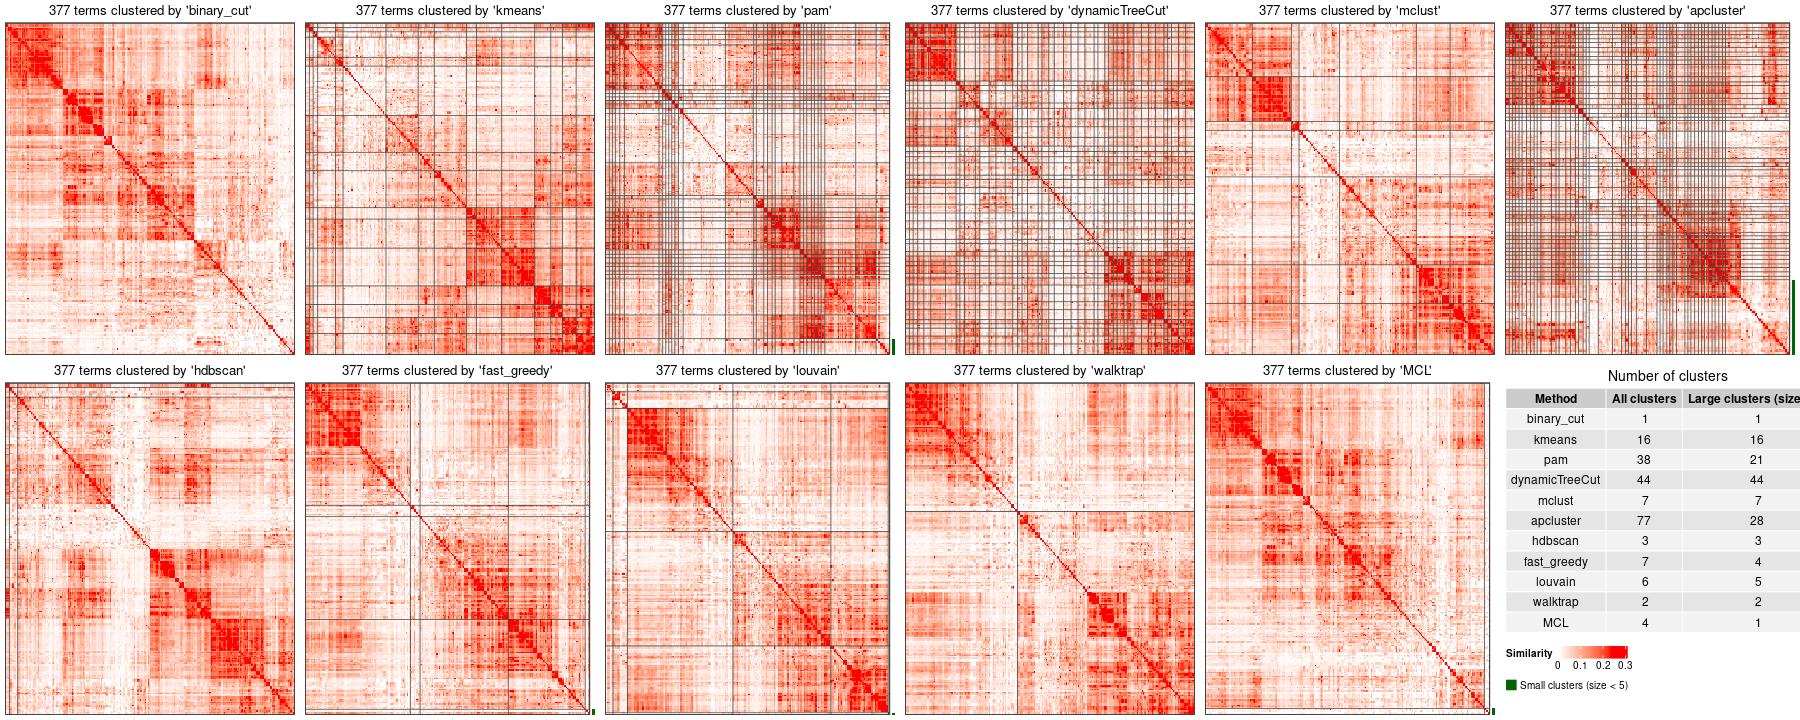 377 terms clustered by 'binary_cut'
377 terms clustered by 'kmeans'
377 terms clustered by 'pam'
377 terms clustered by 'dynamicTreeCut'
377 terms clustered by 'mclust'
377 terms clustered by 'apcluster'
377 terms clustered by 'hdbscan'
377 terms clustered by 'fast_greedy'
377 terms clustered by 'louvain'
377 terms clustered by 'walktrap'
377 terms clustered by 'MCL'
Number of clusters
Method All clusters Large clusters (size
binary_cut 1 1
kmeans 16 16
pam 38 21
dynamicTreeCut 44 44
mclust 7 7
apcluster 77 28
hdbscan 3 3
fast_greedy 7 4
louvain 6 5
walktrap 2 2
MCL 4 1
Similarity
0 0.1 0.2 0.3
Small clusters (size < 5)